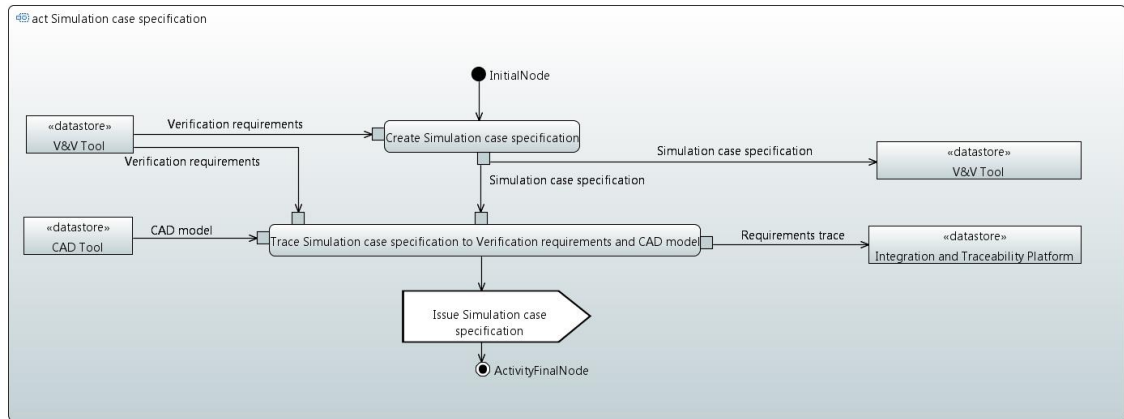 act Simulation case specification
InitialNode
«datastore»
V&V Tool
Verification requirements
Create Simulation case specification
Verification requirements
Simulation case specification
«datastore»
V&V Tool
Simulation case specification
«datastore»
CAD Tool
CAD model
Trace Simulation case specification to Verification requirements and CAD model
Requirements trace
«datastore»
Integration and Traceability Platform
Issue Simulation case
specification
ActivityFinalNode